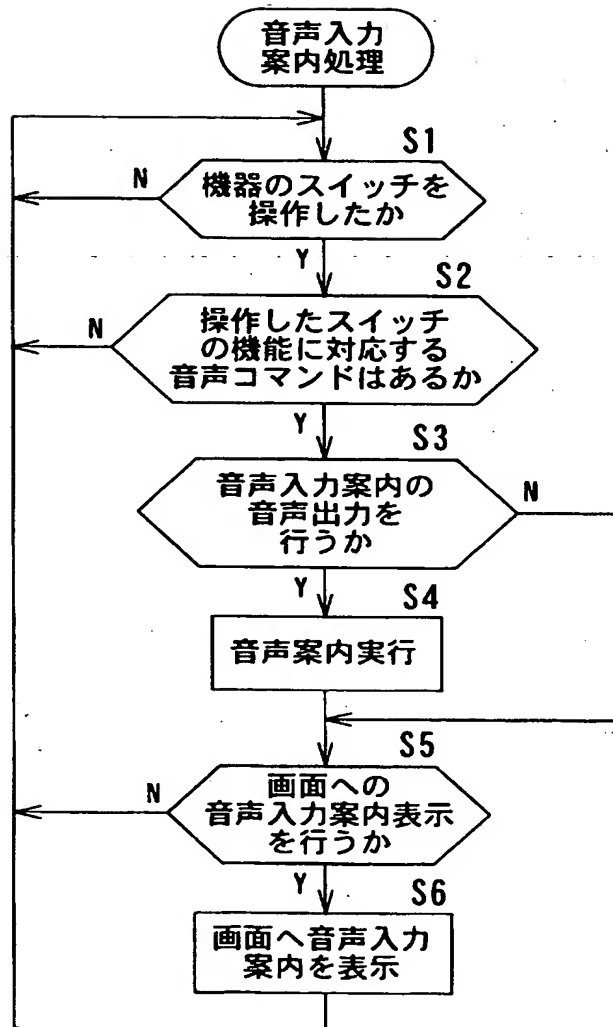 音声入力
案内処理
S1
N
機器のスイッチを
操作したか
Y
S2
N
操作したスイッチ
の機能に対応する
音声コマンドはあるか
Y
S3
音声入力案内の
音声出力を
行うか
N
Y
S4
音声案内実行
S5
N
画面への
音声入力案内表示
を行うか
Y
S6
画面へ音声入力
案内を表示